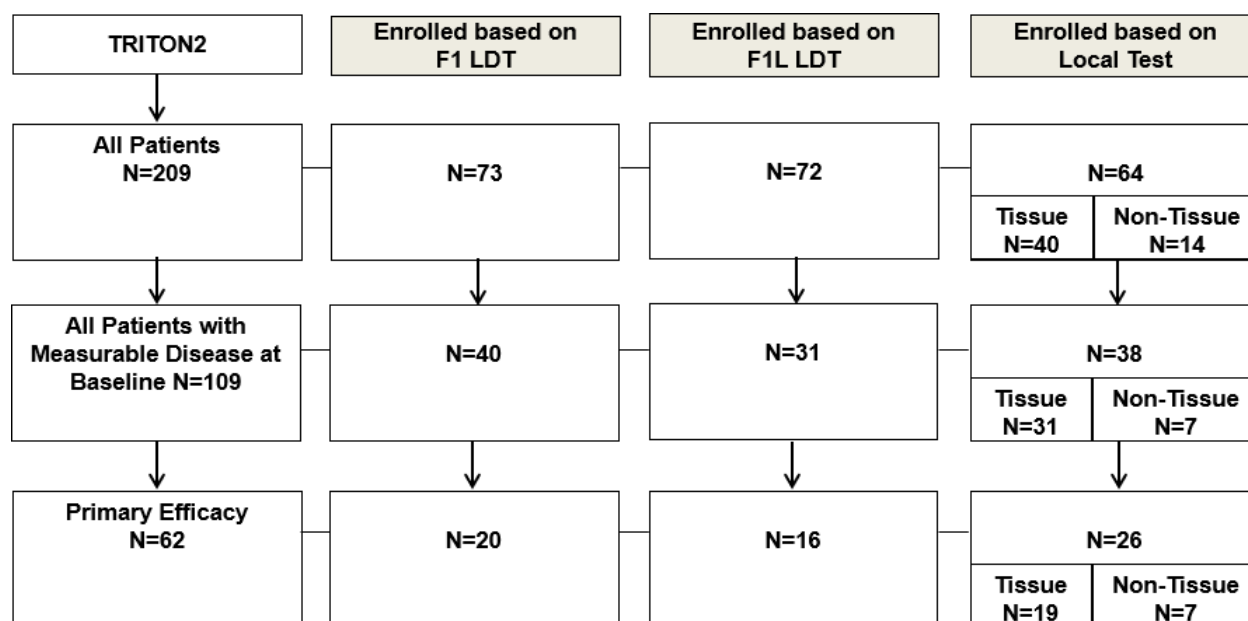 TRITON2
Enrolled based on
F1 LDT
Enrolled based on
F1L LDT
Enrolled based on
Local Test
All Patients
N=209
N=73
N=72
N=64
Tissue
N=40
Non-Tissue
N=14
All Patients with
Measurable Disease at
Baseline N=109
N=40
N=31
N=38
Tissue
N=31
Non-Tissue
N=7
Primary Efficacy
N=62
N=20
N=16
N=26
Tissue
N=19
Non-Tissue
N=7